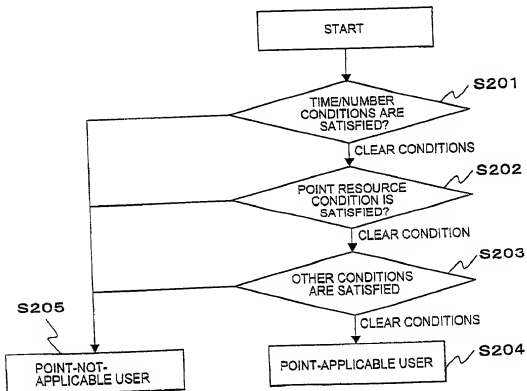 START
S201
TIME/NUMBER
CONDITIONS ARE
SATISFIED?
CLEAR CONDITIONS
S202
POINT RESOURCE
CONDITION IS
SATISFIED?
CLEAR CONDITION
S203
OTHER CONDITIONS
ARE SATISFIED
CLEAR CONDITIONS
S205
POINT-NOT-
APPLICABLE USER
POINT-APPLICABLE USER
S204